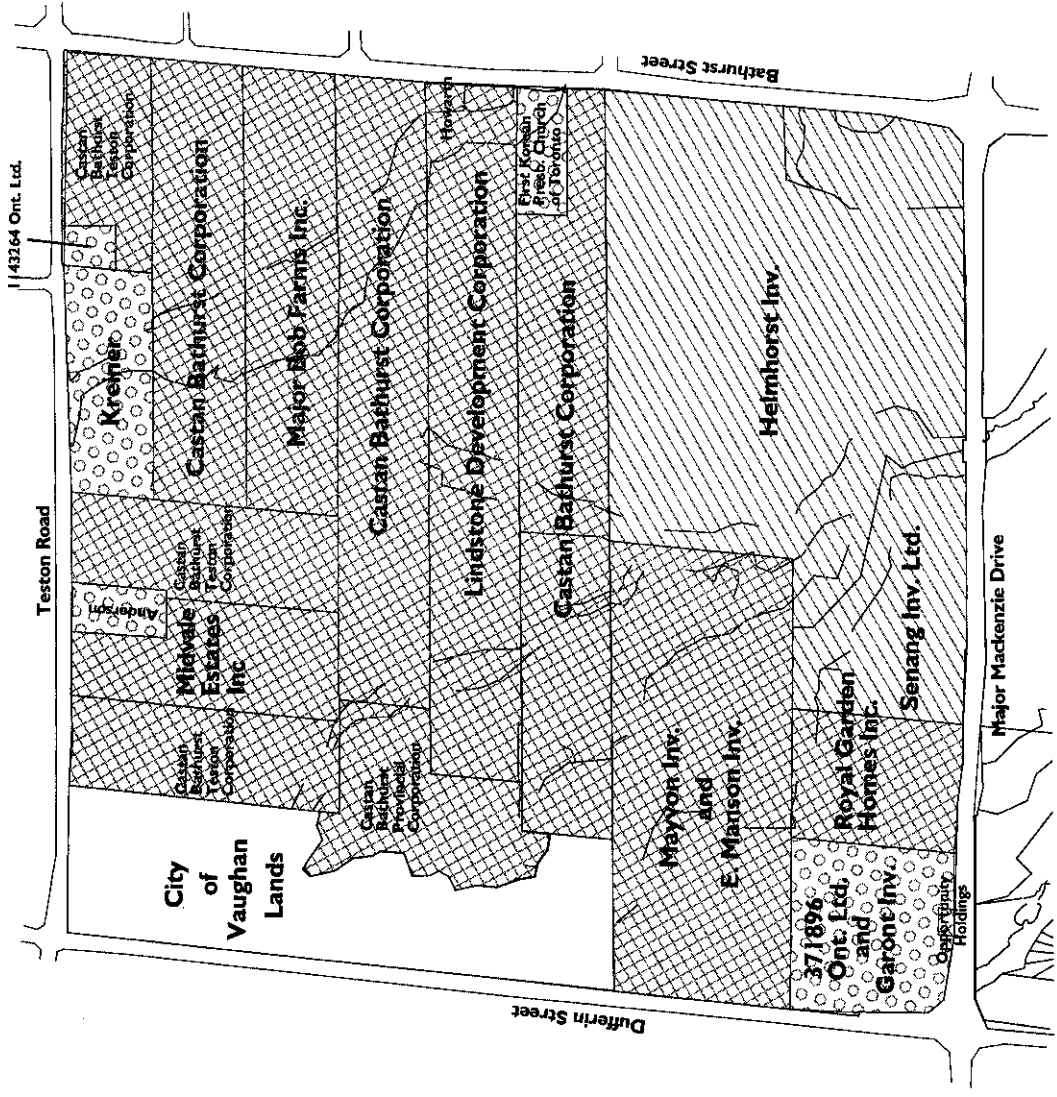 1143264 Ont. Ltd.
Teston Road
Castan
Bathurst
Teston
Corporation
Kreiner
Castan Bathurst Corporation
Major Bob Farms Inc.
Anderson
Castan
Bathurst
Teston
Corporation
Midvale
Estates
Inc
Castan
Bathurst
Teston
Corporation
City
of
Vaughan
Lands
Castan
Bathurst
Provincial
Corporation
Castan Bathurst Corporation
Howarth
Lindstone Development Corporation
First Korean
Presb. Church
of Toronto
Castan Bathurst Corporation
Bathurst Street
Helmhorst Inv.
Mayvon Inv.
and
E. Manson Inv.
Royal Garden
Homes Inc.
Senang Inv. Ltd.
371896
Ont. Ltd.
and
Garont Inv.
Opportunity
Holdings
Dufferin Street
Major Mackenzie Drive